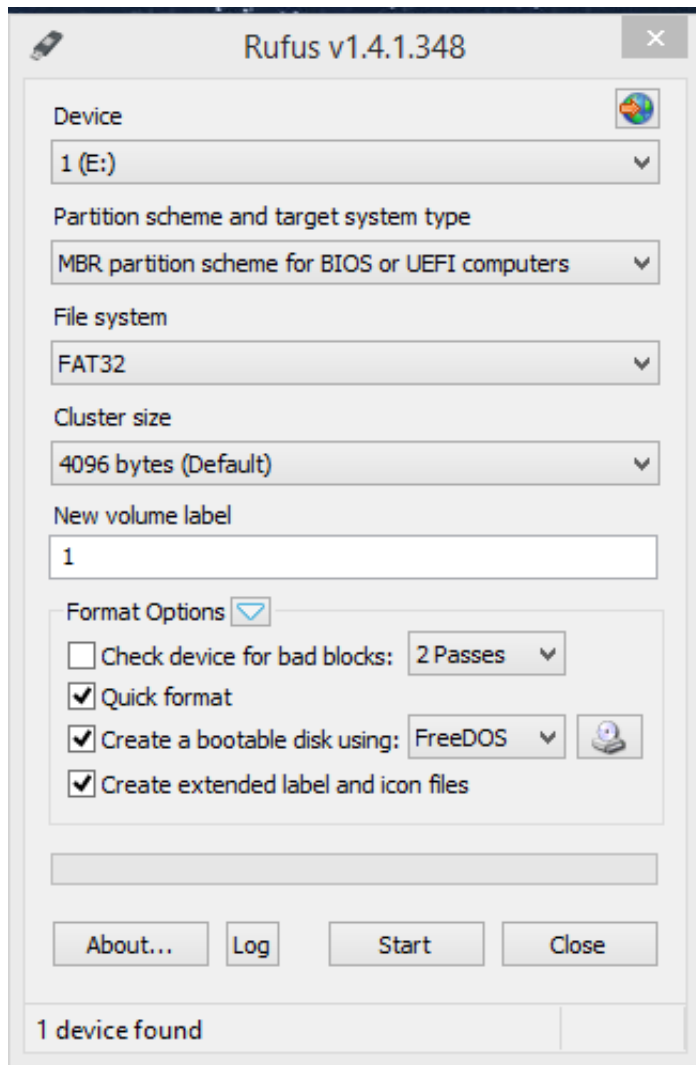 Rufus v1.4.1.348
Device
1 (E:)
Partition scheme and target system type
MBR partition scheme for BIOS or UEFI computers
File system
FAT32
Cluster size
4096 bytes (Default)
New volume label
1
Format Options
Check device for bad blocks: 2 Passes
Quick format
Create a bootable disk using: FreeDOS
Create extended label and icon files
About... Log Start Close
1 device found